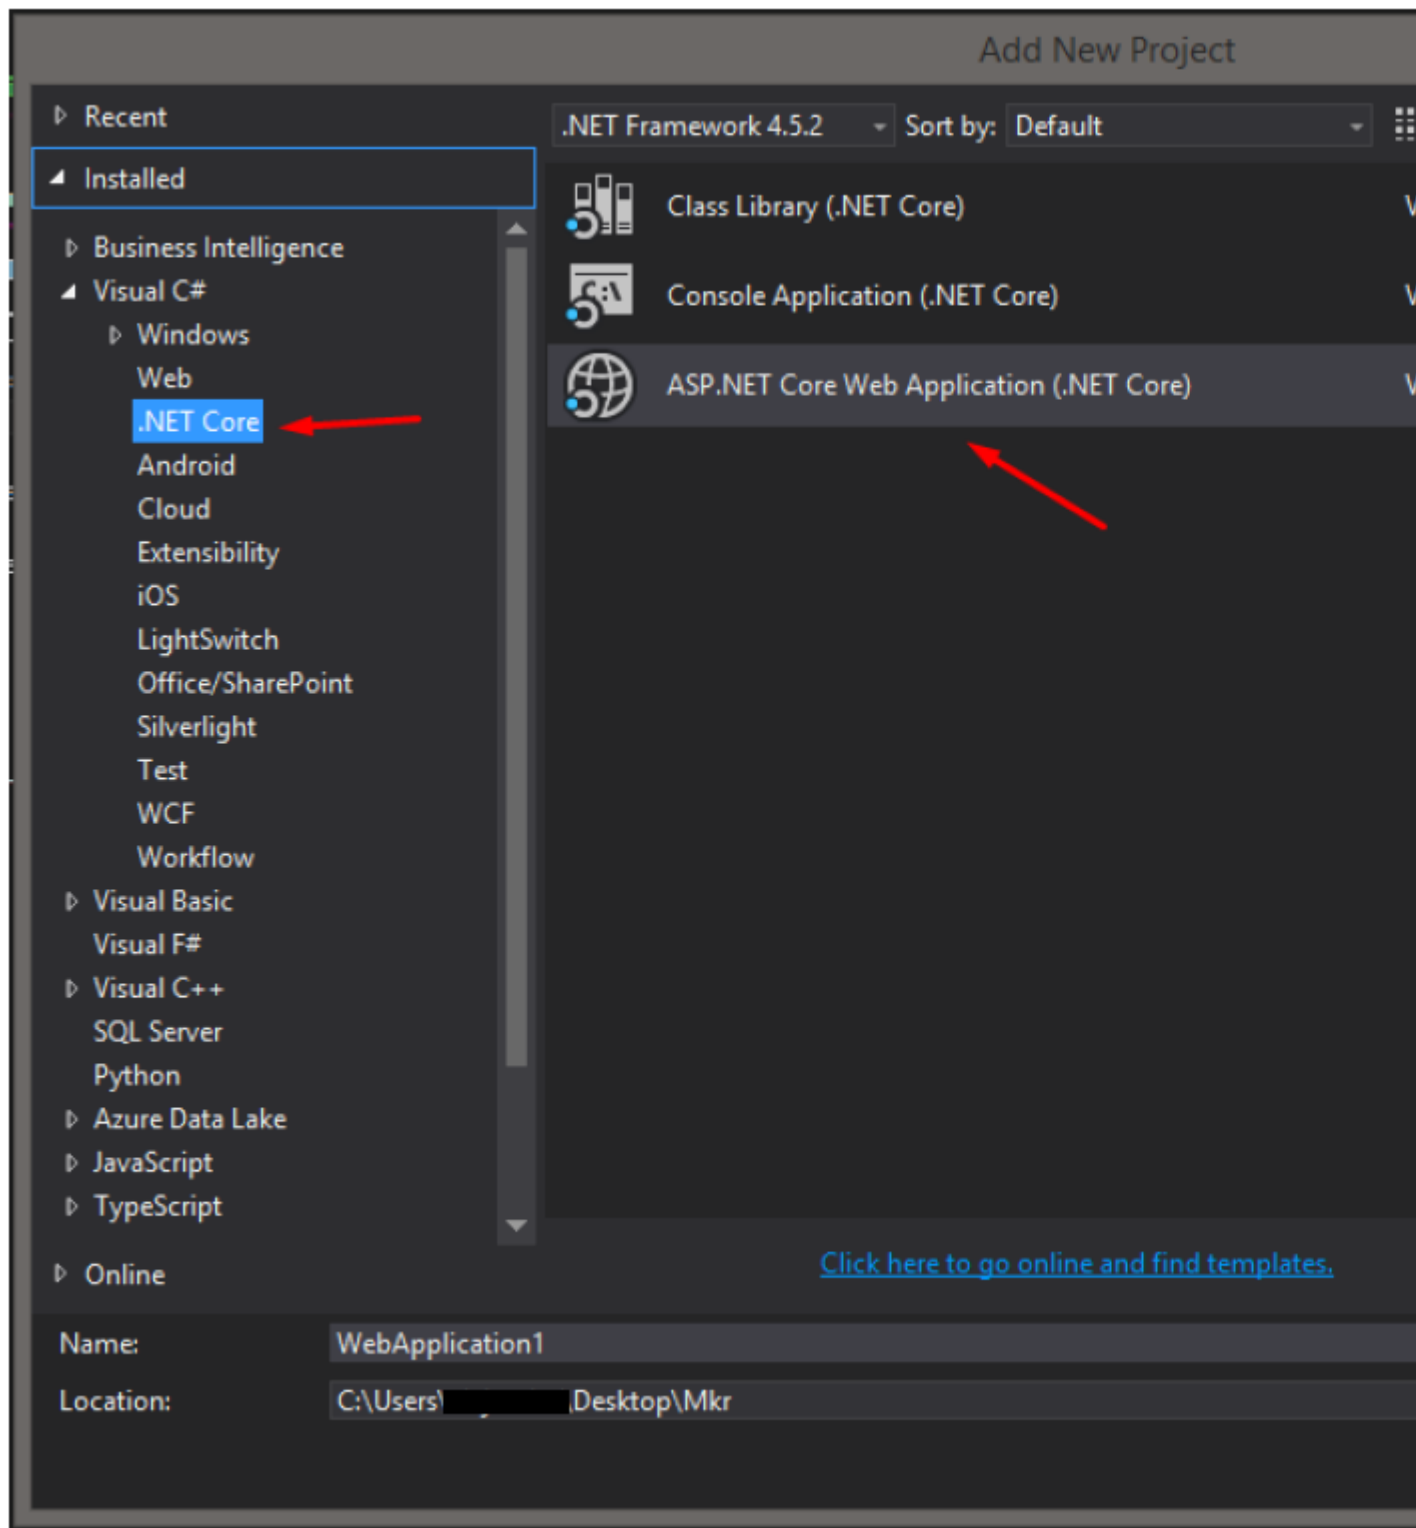 Add New Project
Recent
Installed
Business Intelligence
Visual C#
Windows
Web
.NET Core
Android
Cloud
Extensibility
iOS
LightSwitch
Office/SharePoint
Silverlight
Test
WCF
Workflow
Visual Basic
Visual F#
Visual C++
SQL Server
Python
Azure Data Lake
JavaScript
TypeScript
Online
.NET Framework 4.5.2 Sort by: Default
Class Library (.NET Core)
C:\
Console Application (.NET Core)
ASP.NET Core Web Application (.NET Core)
Click here to go online and find templates.
Name: WebApplication1
Location: C:\Users\ \Desktop\Mkr